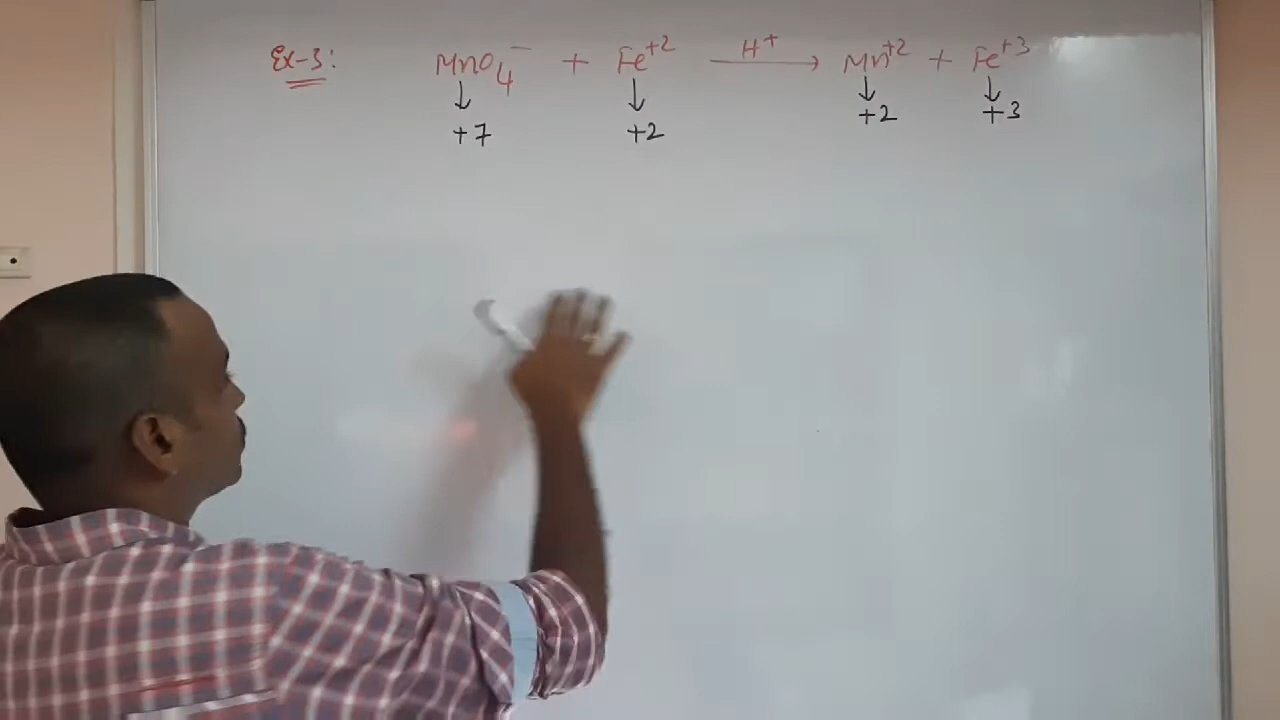 Ex-3: MnO₄⁻ + Fe⁺² —H⁺→ Mn⁺² + Fe⁺³
↓ ↓ ↓ ↓
+7 +2 +2 +3